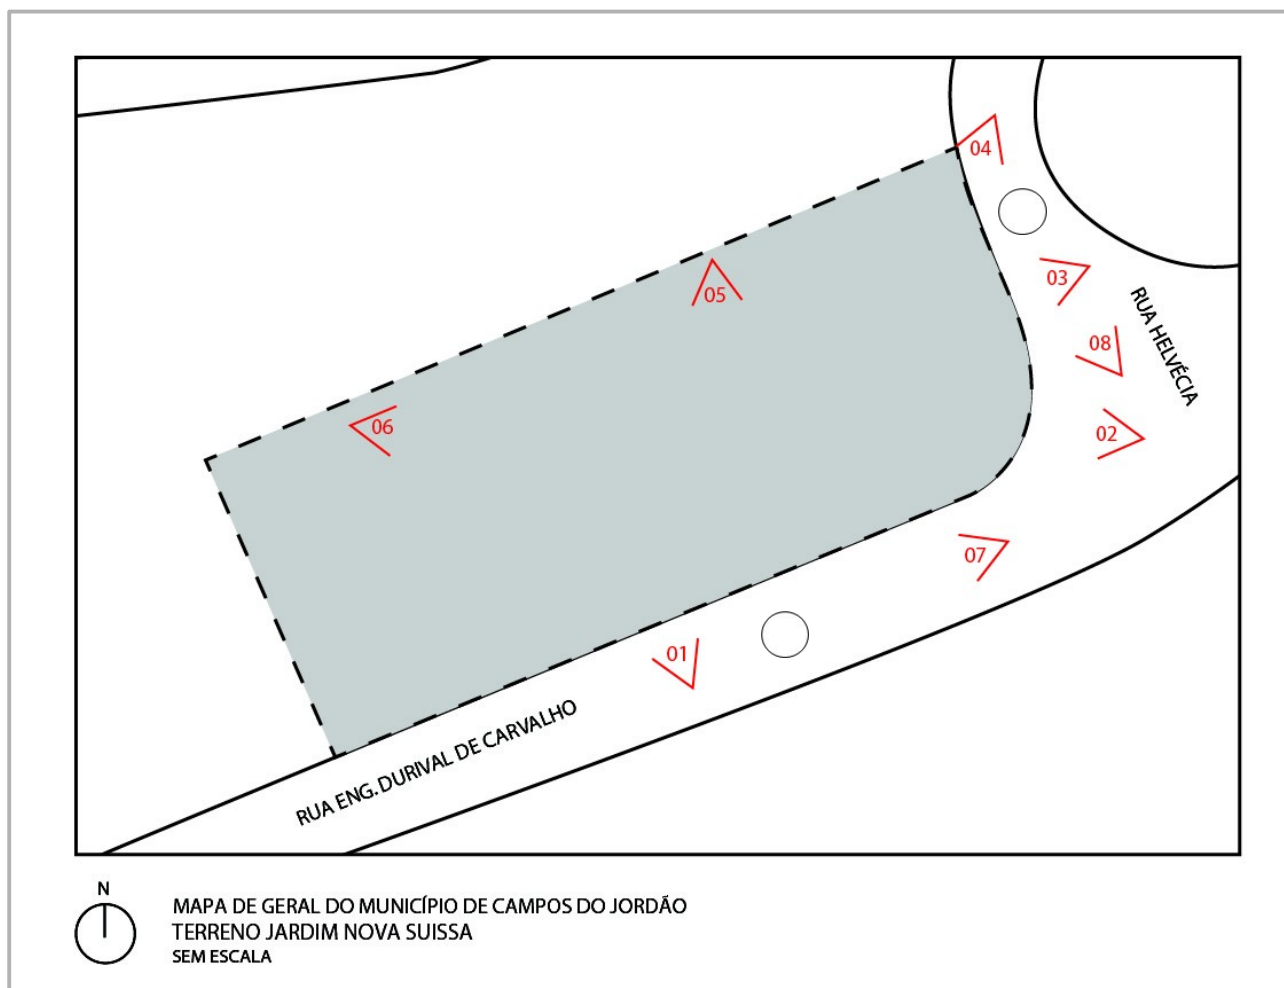 04
03
RUA HELVÉCIA
05
08
06
02
07
01
RUA ENG. DURIVAL DE CARVALHO
N
MAPA DE GERAL DO MUNICÍPIO DE CAMPOS DO JORDÃO
TERRENO JARDIM NOVA SUISSA
SEM ESCALA